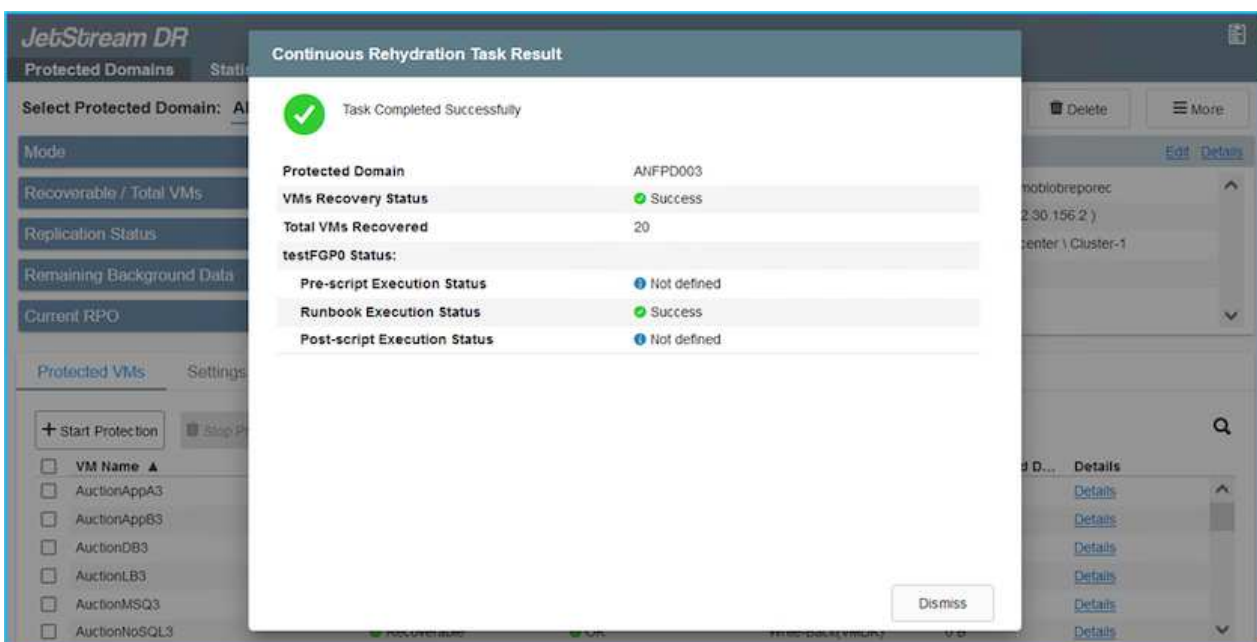 JetStream DR
Continuous Rehydration Task Result
Protected Domains
Select Protected Domain:
Task Completed Successfully
Delete
More
Mode
Edit Details
Protected Domain ANFPD003
Recoverable / Total VMs
VMs Recovery Status Success
Total VMs Recovered 20
Replication Status
testFGP0 Status:
\ Cluster-1
Remaining Background Data
Pre-script Execution Status Not defined
Runbook Execution Status Success
Current RPO
Post-script Execution Status Not defined
Protected VMs Settings
+ Start Protection
VM Name ▲ Details
AuctionAppA3 Details
AuctionAppB3 Details
AuctionDB3 Details
AuctionLB3 Details
AuctionMSQ3 Details
Dismiss
AuctionNoSQL3 Details